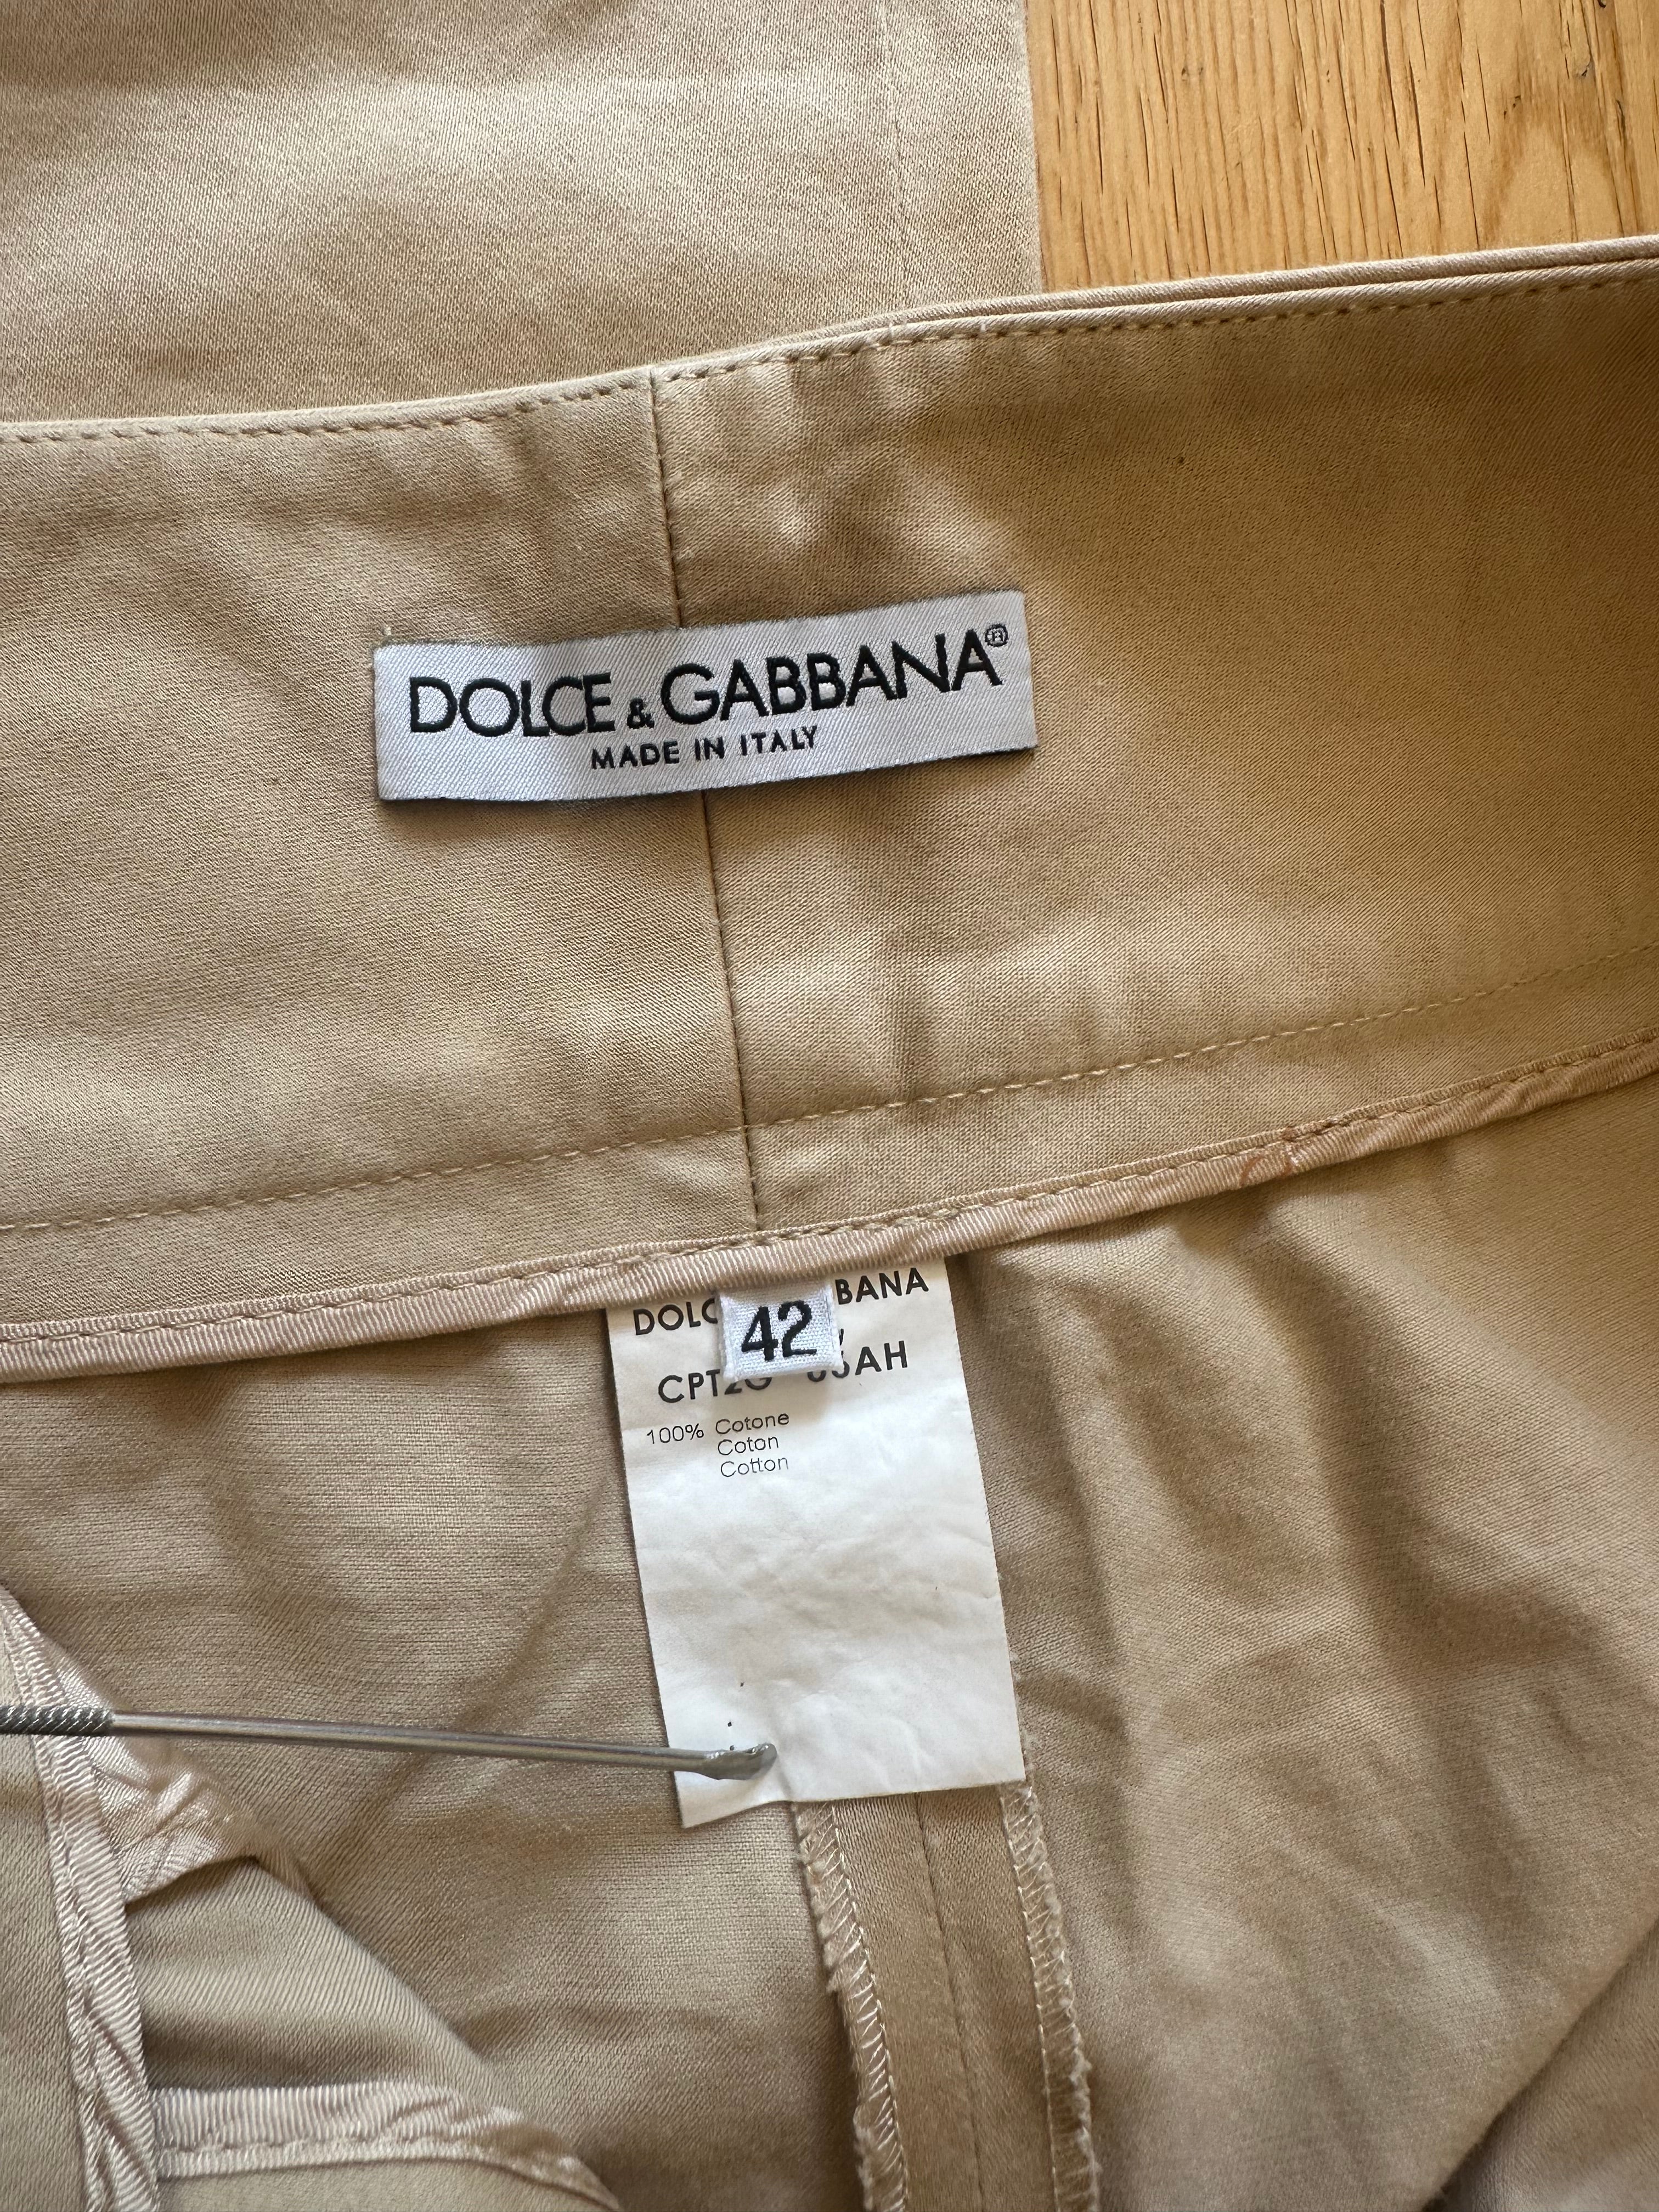 DOLCE & GABBANA®
MADE IN ITALY
42
100% Cotone
Coton
Cotton